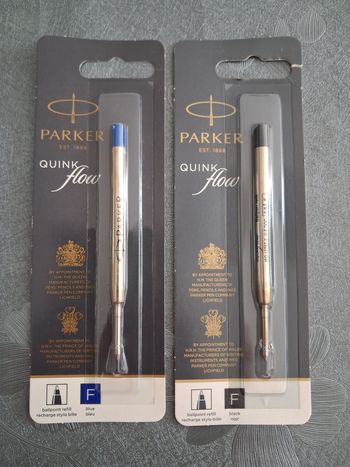 PARKER
EST. 1888
QUINK
flow
PARKER
BY APPOINTMENT TO
H.M. THE QUEEN
MANUFACTURERS OF
PENS, PENCILS AND INKS
PARKER PEN COMPANY
LICHFIELD
BY APPOINTMENT TO
H.R.H. THE PRINCE OF WALES
MANUFACTURERS OF WRITING
INSTRUMENTS AND INKS
PARKER PEN COMPANY
LICHFIELD
ballpoint refill
recharge stylo bille
F
blue
bleu
PARKER
EST. 1888
QUINK
flow
BY APPOINTMENT TO
H.M. THE QUEEN
MANUFACTURERS OF
PENS, PENCILS AND INKS
PARKER PEN COMPANY
LICHFIELD
BY APPOINTMENT TO
H.R.H. THE PRINCE OF WALES
MANUFACTURERS OF WRITING
INSTRUMENTS AND INKS
PARKER PEN COMPANY
LICHFIELD
ballpoint refill
recharge stylo bille
F
black
noir